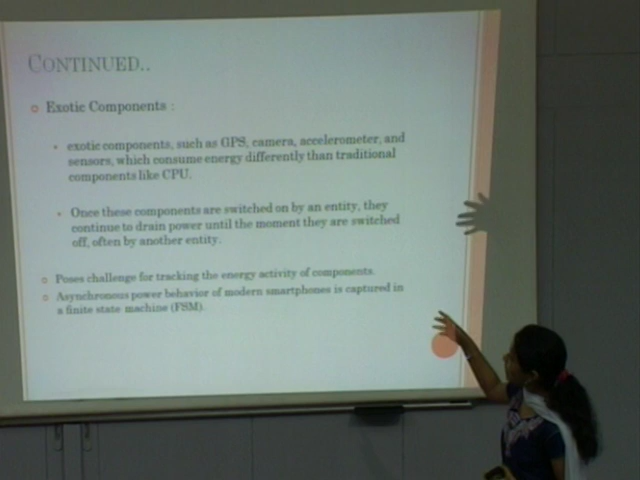 CONTINUED..
Exotic Components :
exotic components, such as GPS, camera, accelerometer, and
sensors, which consume energy differently than traditional
components like CPU.
Once these components are switched on by an entity, they
continue to drain power until the moment they are switched
off, often by another entity.
Poses challenge for tracking the energy activity of components.
Asynchronous power behavior of modern smartphones is captured in
a finite state machine (FSM).